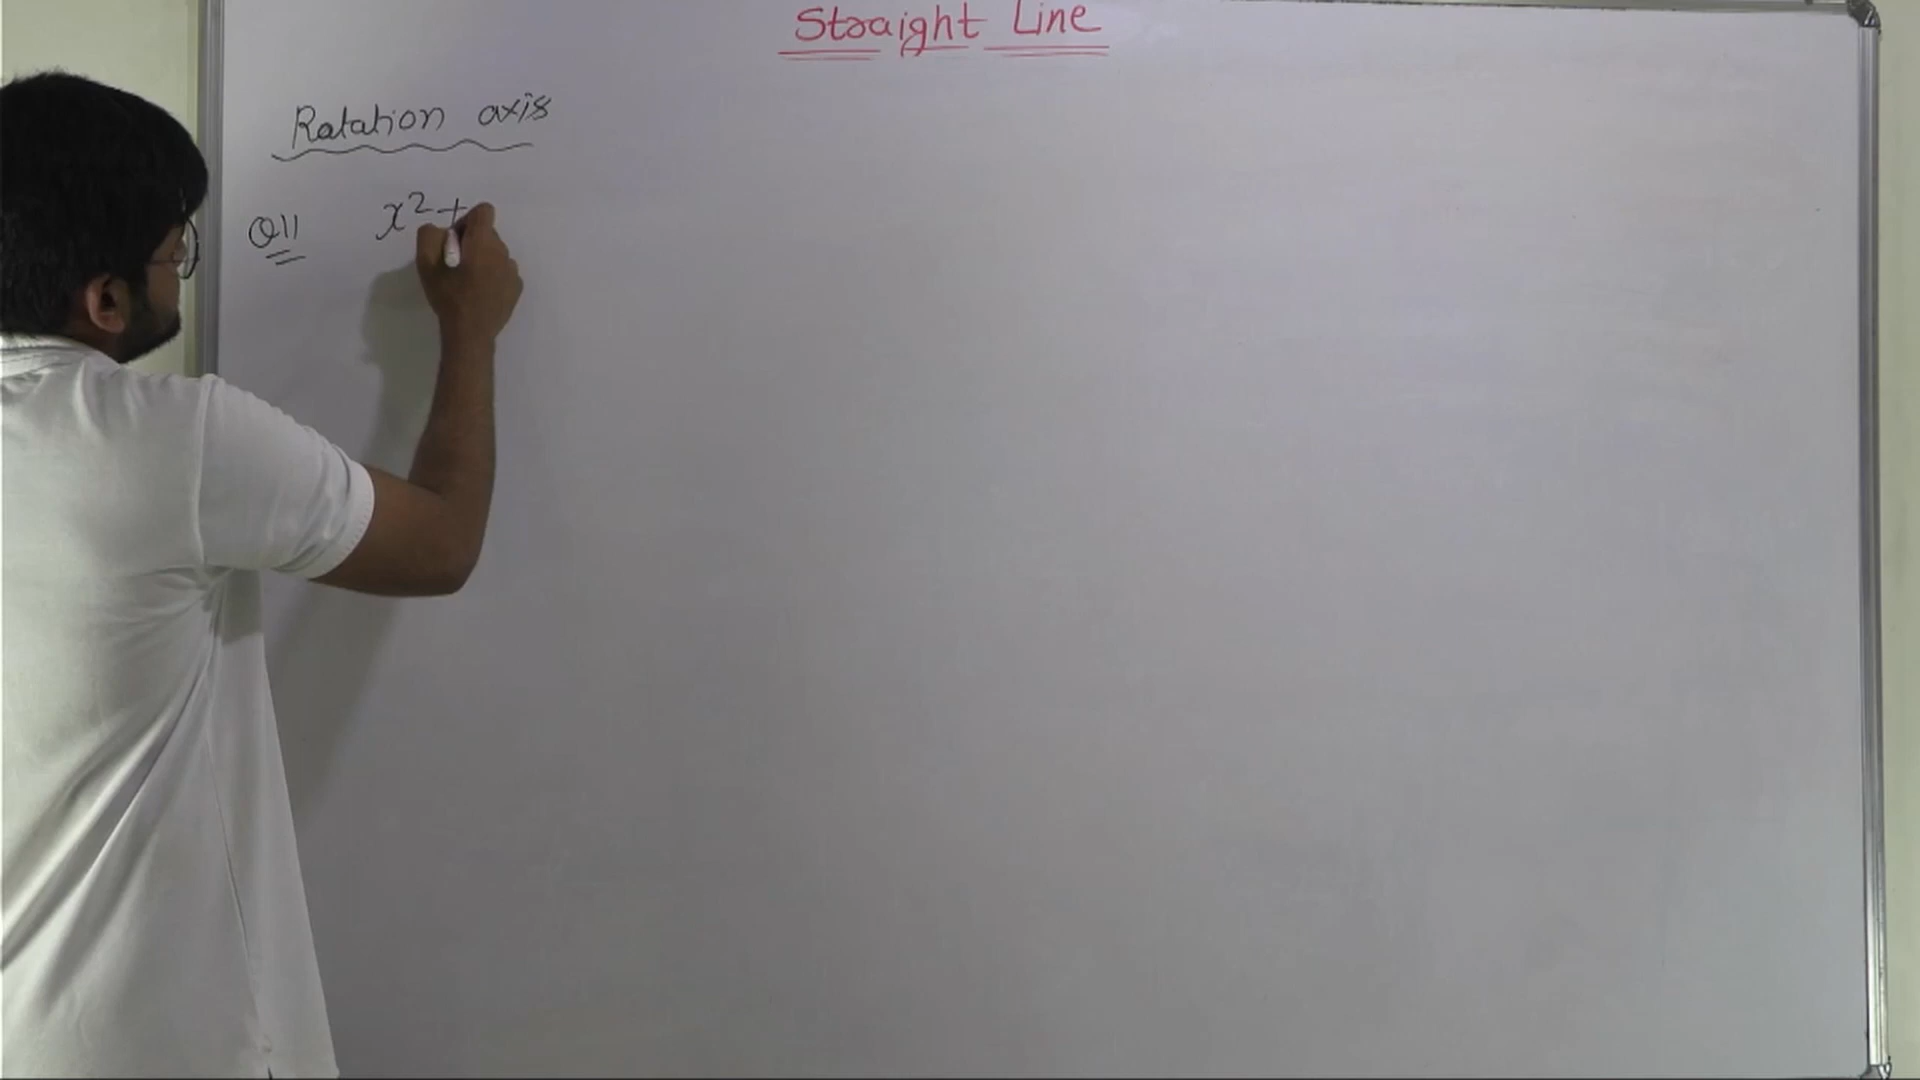 Straight Line
Rotation axis
Q11
x² +